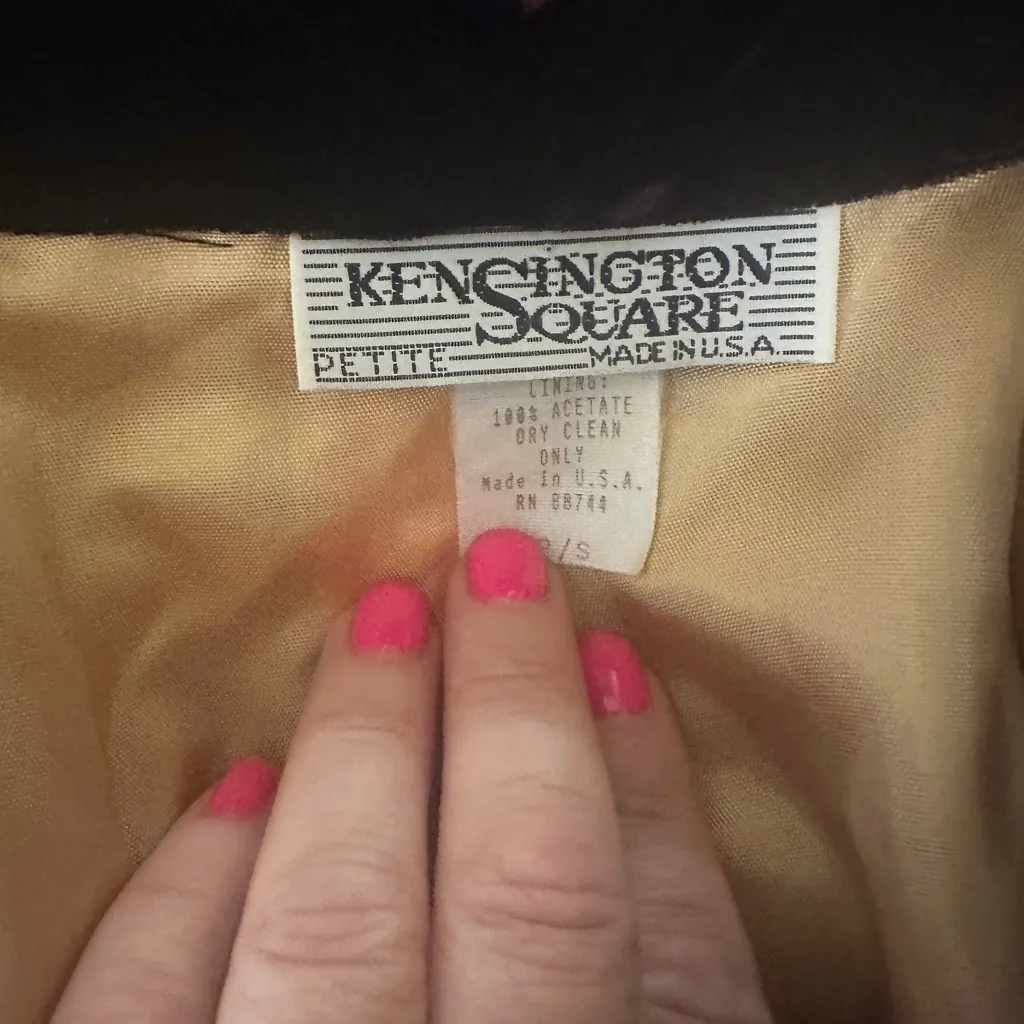 KENSINGTON
SQUARE
PETITE MADE IN U.S.A.
LINING:
100% ACETATE
DRY CLEAN
ONLY
Made in U.S.A.
RN 88744
P/S